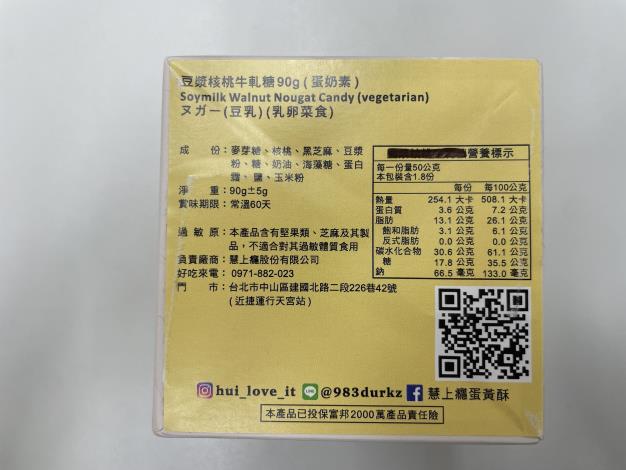 豆漿核桃牛軋糖90g(蛋奶素)
Soymilk Walnut Nougat Candy (vegetarian)
ヌガー(豆乳)(乳卵菜食)
成 份：麥芽糖、核桃、黑芝麻、豆漿
粉、糖、奶油、海藻糖、蛋白
霜、鹽、玉米粉
淨 重：90g±5g
賞味期限：常溫60天
過敏原：本產品含有堅果類、芝麻及其製
品，不適合對其過敏體質食用
負責廠商：慧上癮股份有限公司
好吃來電： 0971-882-023
門 市：台北市中山區建國北路二段226巷42號
(近捷運行天宮站)
營養標示
每一份量50公克
本包裝含1.8份
每份 每100公克
熱量 254.1 大卡 508.1 大卡
蛋白質 3.6 公克 7.2 公克
脂肪 13.1 公克 26.1 公克
飽和脂肪 3.1 公克 6.1 公克
反式脂肪 0.0 公克 0.0 公克
碳水化合物 30.6 公克 61.1 公克
糖 17.8 公克 35.5 公克
鈉 66.5 毫克 133.0 毫克
hui_love_it LINE @983durkz f 慧上癮蛋黃酥
本產品已投保富邦2000萬產品責任險